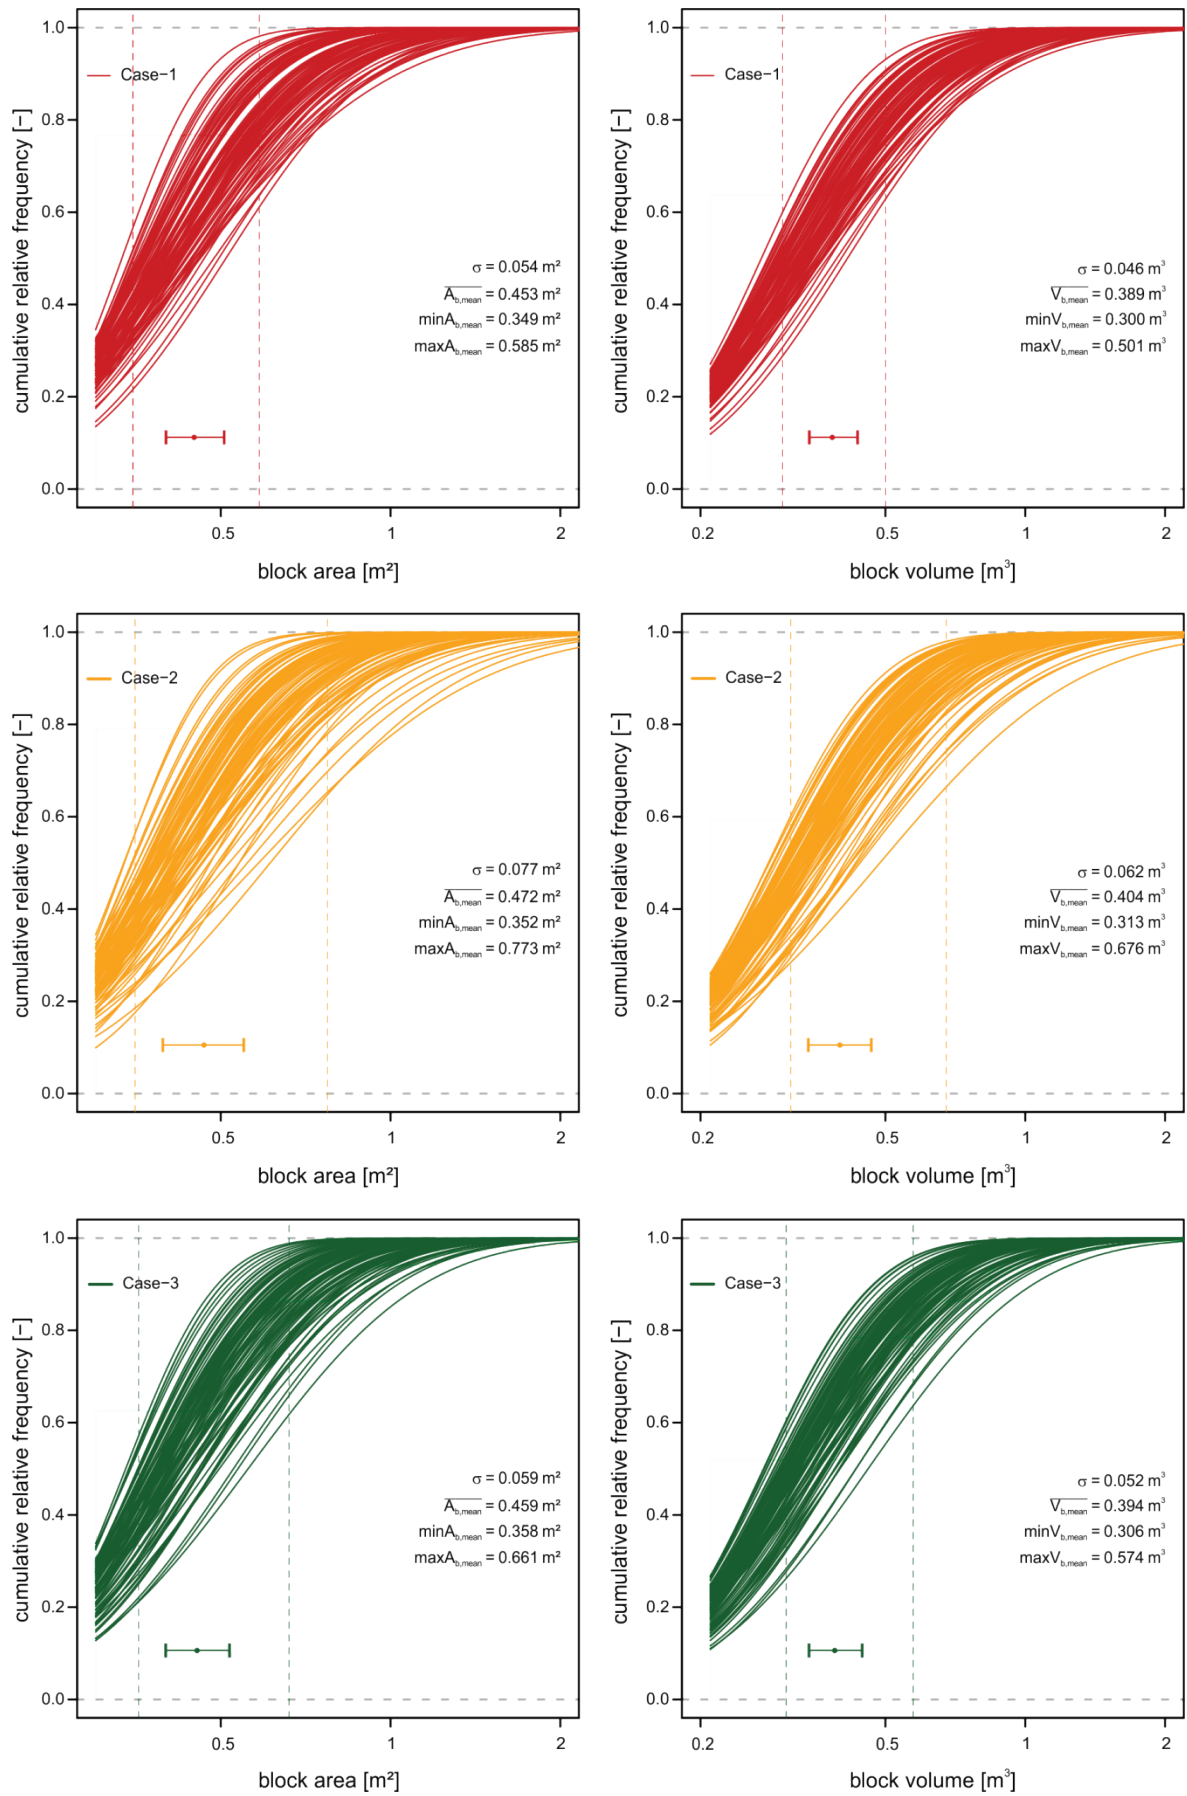 1.0
0.8
0.6
0.4
0.2
0.0
cumulative relative frequency [−]
Case−1
σ = 0.054 m²
A b,mean = 0.453 m²
minA b,mean = 0.349 m²
maxA b,mean = 0.585 m²
0.5 1 2
block area [m²]
1.0
0.8
0.6
0.4
0.2
0.0
cumulative relative frequency [−]
Case−1
σ = 0.046 m³
V b,mean = 0.389 m³
minV b,mean = 0.300 m³
maxV b,mean = 0.501 m³
0.2 0.5 1 2
block volume [m³]
1.0
0.8
0.6
0.4
0.2
0.0
cumulative relative frequency [−]
Case−2
σ = 0.077 m²
A b,mean = 0.472 m²
minA b,mean = 0.352 m²
maxA b,mean = 0.773 m²
0.5 1 2
block area [m²]
1.0
0.8
0.6
0.4
0.2
0.0
cumulative relative frequency [−]
Case−2
σ = 0.062 m³
V b,mean = 0.404 m³
minV b,mean = 0.313 m³
maxV b,mean = 0.676 m³
0.2 0.5 1 2
block volume [m³]
1.0
0.8
0.6
0.4
0.2
0.0
cumulative relative frequency [−]
Case−3
σ = 0.059 m²
A b,mean = 0.459 m²
minA b,mean = 0.358 m²
maxA b,mean = 0.661 m²
0.5 1 2
block area [m²]
1.0
0.8
0.6
0.4
0.2
0.0
cumulative relative frequency [−]
Case−3
σ = 0.052 m³
V b,mean = 0.394 m³
minV b,mean = 0.306 m³
maxV b,mean = 0.574 m³
0.2 0.5 1 2
block volume [m³]